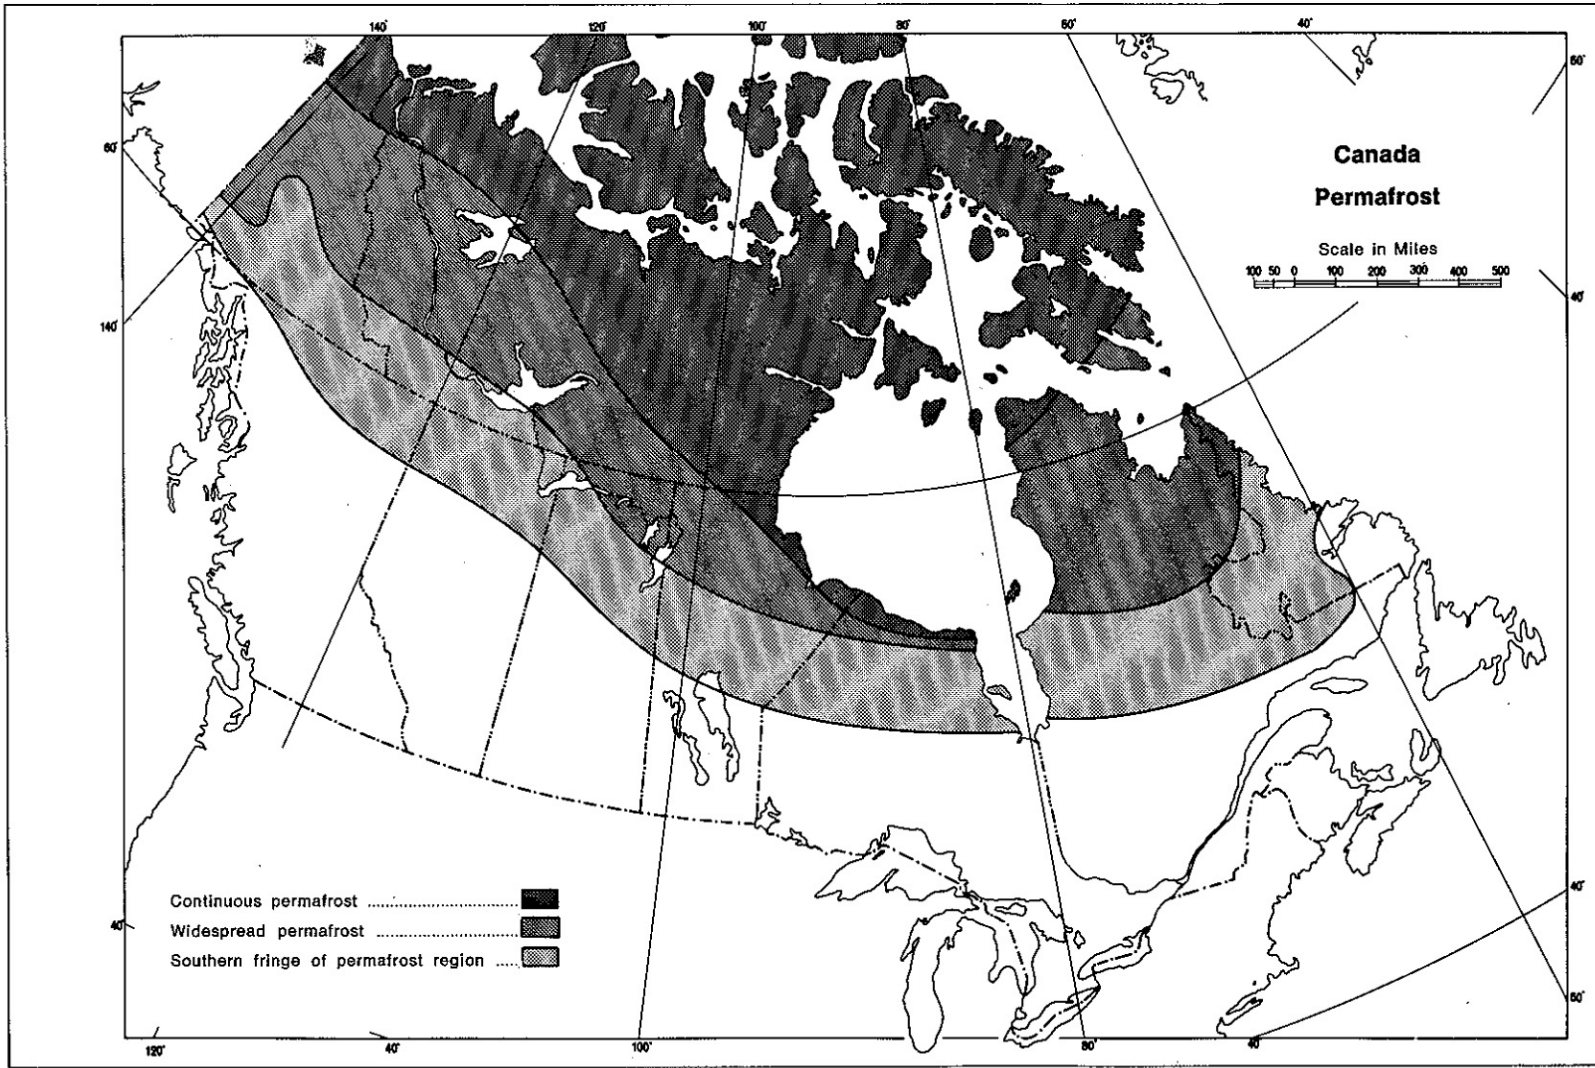 140° 120° 100° 80° 60° 40°
50°
60°
Canada
Permafrost
Scale in Miles
100 50 0 100 200 300 400 500
40°
140°
Continuous permafrost ..............................
Widespread permafrost ............................
Southern fringe of permafrost region .....
40°
40°
50°
120° 40° 100° 80° 40°